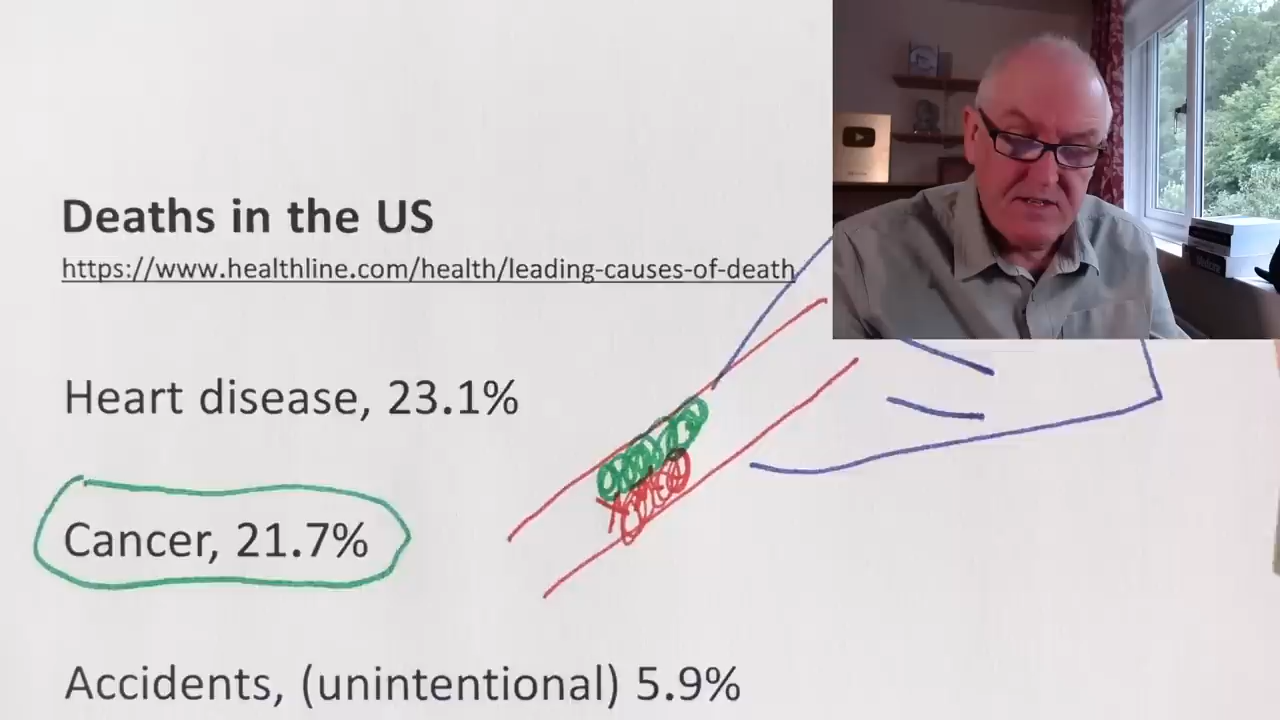 Deaths in the US
https://www.healthline.com/health/leading-causes-of-death
Heart disease, 23.1%
Cancer, 21.7%
Accidents, (unintentional) 5.9%